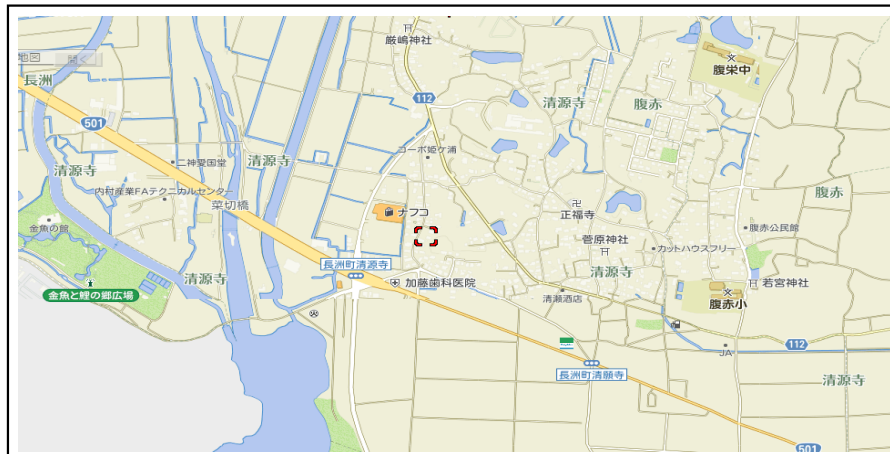 厳嶋神社
地図
開く
長洲
腹栄中
112
清源寺
腹赤
501
コーポ姫ケ浦
二神愛国堂
清源寺
清源寺
内村産業FAテクニカルセンター
菜切橋
腹赤
ナフコ
正福寺
金魚の館
菅原神社
カットハウスフリー
腹赤公民館
長洲町清源寺
清源寺
清源寺
加藤歯科医院
若宮神社
金魚と鯉の郷広場
清瀬酒店
腹赤小
112
JA
長洲町清願寺
清源寺
501